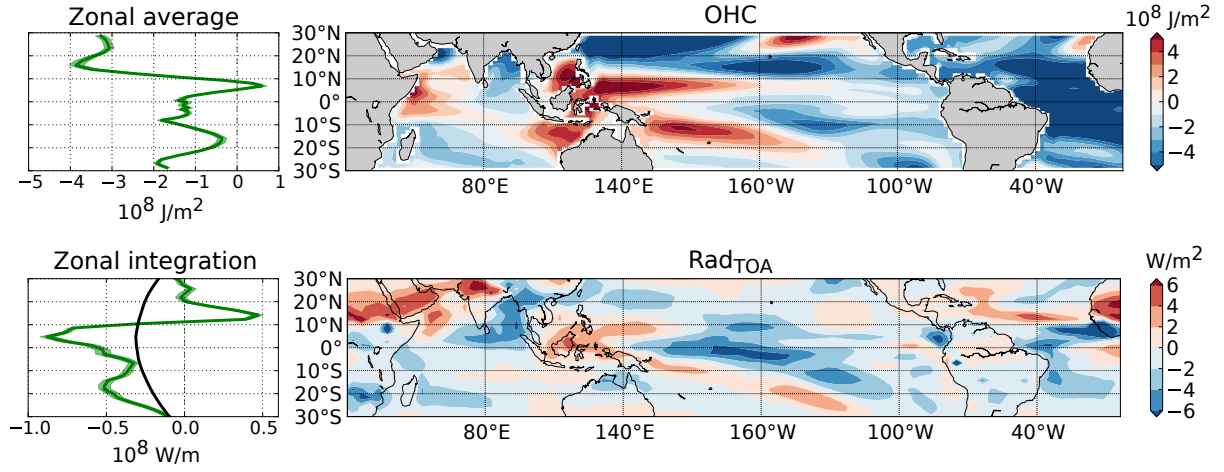 Zonal average
OHC
10⁸ J/m²
30°N
20°N
10°N
0°
10°S
20°S
30°S
4
2
0
−2
−4
−5 −4 −3 −2 −1 0 1
80°E 140°E 160°W 100°W 40°W
10⁸ J/m²
Zonal integration
Rad_TOA
W/m²
30°N
20°N
10°N
0°
10°S
20°S
30°S
6
4
2
0
−2
−4
−6
−1.0 −0.5 0.0 0.5
80°E 140°E 160°W 100°W 40°W
10⁸ W/m